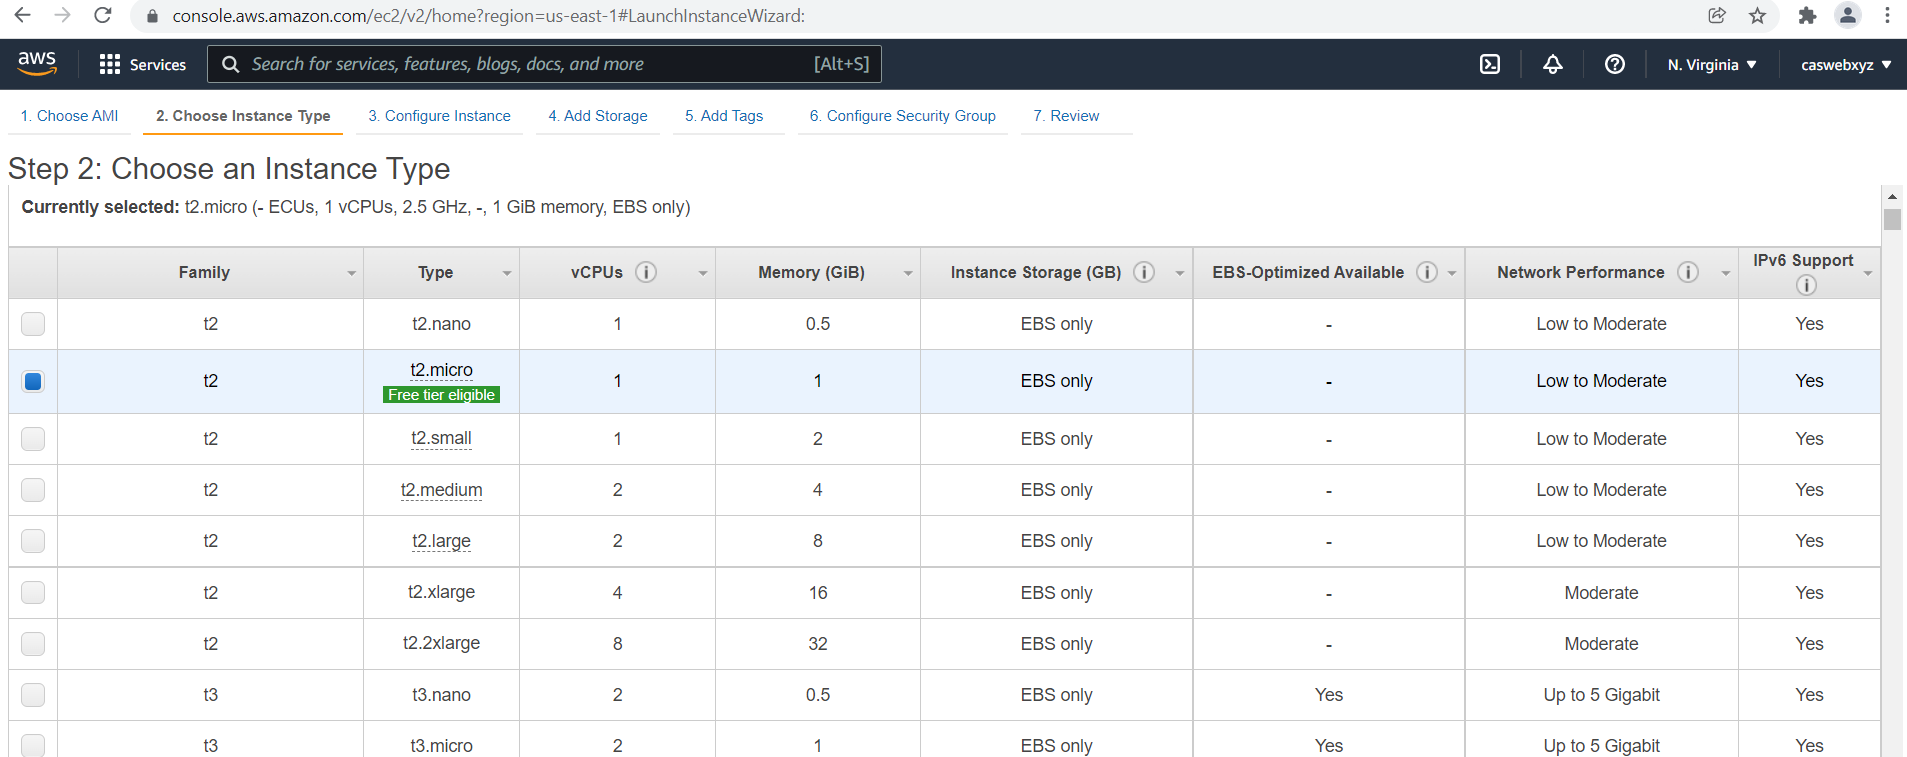 console.aws.amazon.com/ec2/v2/home?region=us-east-1#LaunchInstanceWizard:
aws Services Search for services, features, blogs, docs, and more [Alt+S] N. Virginia caswebxyz
1. Choose AMI 2. Choose Instance Type 3. Configure Instance 4. Add Storage 5. Add Tags 6. Configure Security Group 7. Review
Step 2: Choose an Instance Type
Currently selected: t2.micro (- ECUs, 1 vCPUs, 2.5 GHz, -, 1 GiB memory, EBS only)
Family Type vCPUs Memory (GiB) Instance Storage (GB) EBS-Optimized Available Network Performance IPv6 Support
t2 t2.nano 1 0.5 EBS only - Low to Moderate Yes
t2 t2.micro 1 1 EBS only - Low to Moderate Yes
Free tier eligible
t2 t2.small 1 2 EBS only - Low to Moderate Yes
t2 t2.medium 2 4 EBS only - Low to Moderate Yes
t2 t2.large 2 8 EBS only - Low to Moderate Yes
t2 t2.xlarge 4 16 EBS only - Moderate Yes
t2 t2.2xlarge 8 32 EBS only - Moderate Yes
t3 t3.nano 2 0.5 EBS only Yes Up to 5 Gigabit Yes
t3 t3.micro 2 1 EBS only Yes Up to 5 Gigabit Yes